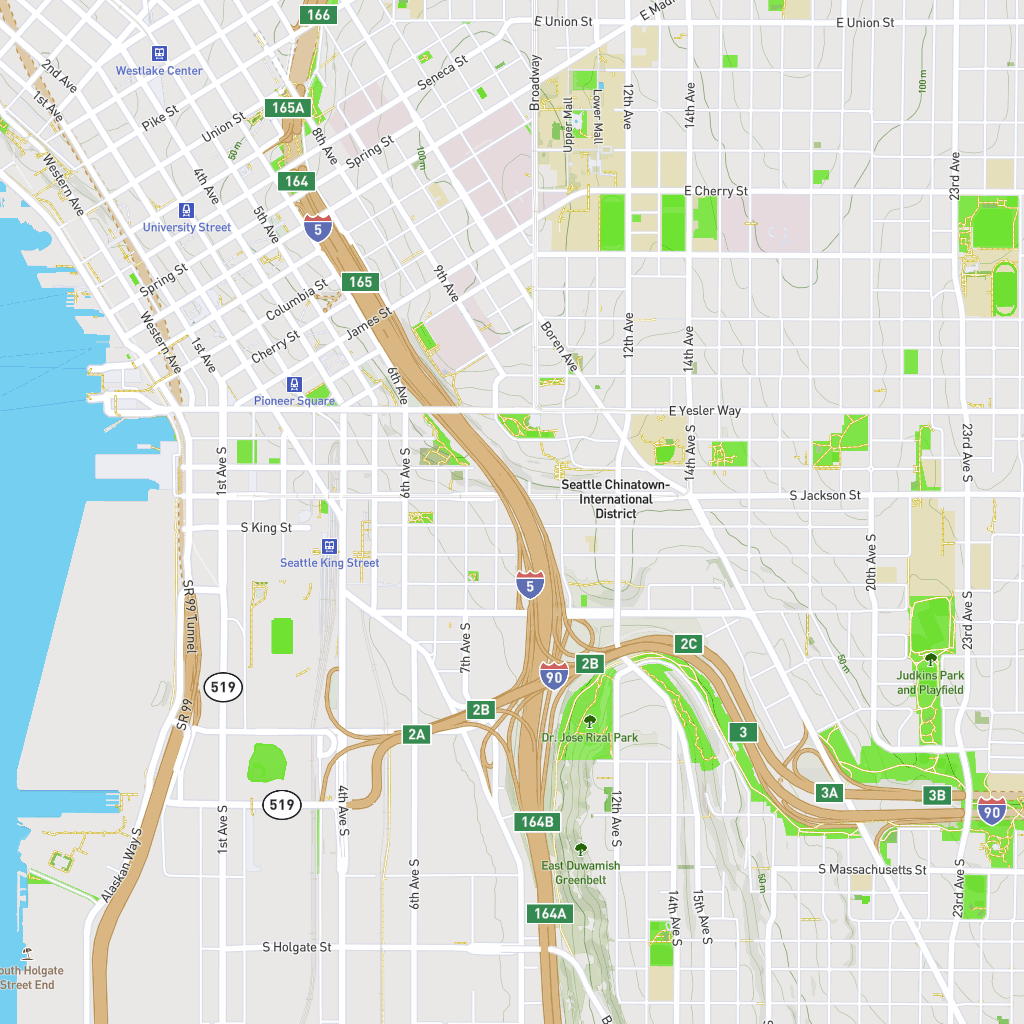 166
E Union St
E Union St
Westlake Center
2nd Ave
Seneca St
Broadway
12th Ave
14th Ave
100 m
1st Ave
Pike St
165A
Union St
8th Ave
Upper Mall
Lower Mall
50 m
Spring St
100m
Western Ave
4th Ave
164
E Cherry St
23rd Ave
University Street
5th Ave
5
Spring St
165
9th Ave
Columbia St
James St
Western Ave
1st Ave
Cherry St
Boren Ave
12th Ave
14th Ave
Pioneer Square
6th Ave
E Yesler Way
1st Ave S
6th Ave S
14th Ave S
23rd Ave S
Seattle Chinatown-
International
District
S Jackson St
S King St
Seattle King Street
20th Ave S
SR 99 Tunnel
5
7th Ave S
23rd Ave S
2C
2B
50 m
Judkins Park
and Playfield
519
90
SR 99
2B
2A
Dr. Jose Rizal Park
3
3A
3B
519
90
4th Ave S
1st Ave S
164B
12th Ave S
Alaskan Way S
East Duwamish
Greenbelt
S Massachusetts St
6th Ave S
50 m
23rd Ave S
164A
14th Ave S
15th Ave S
S Holgate St
outh Holgate
Street End